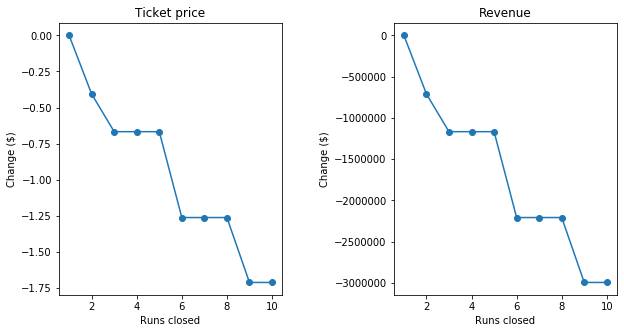 Ticket price
0.00
−0.25
−0.50
−0.75
−1.00
−1.25
−1.50
−1.75
Change ($)
2 4 6 8 10
Runs closed
Revenue
0
−500000
−1000000
−1500000
−2000000
−2500000
−3000000
Change ($)
2 4 6 8 10
Runs closed